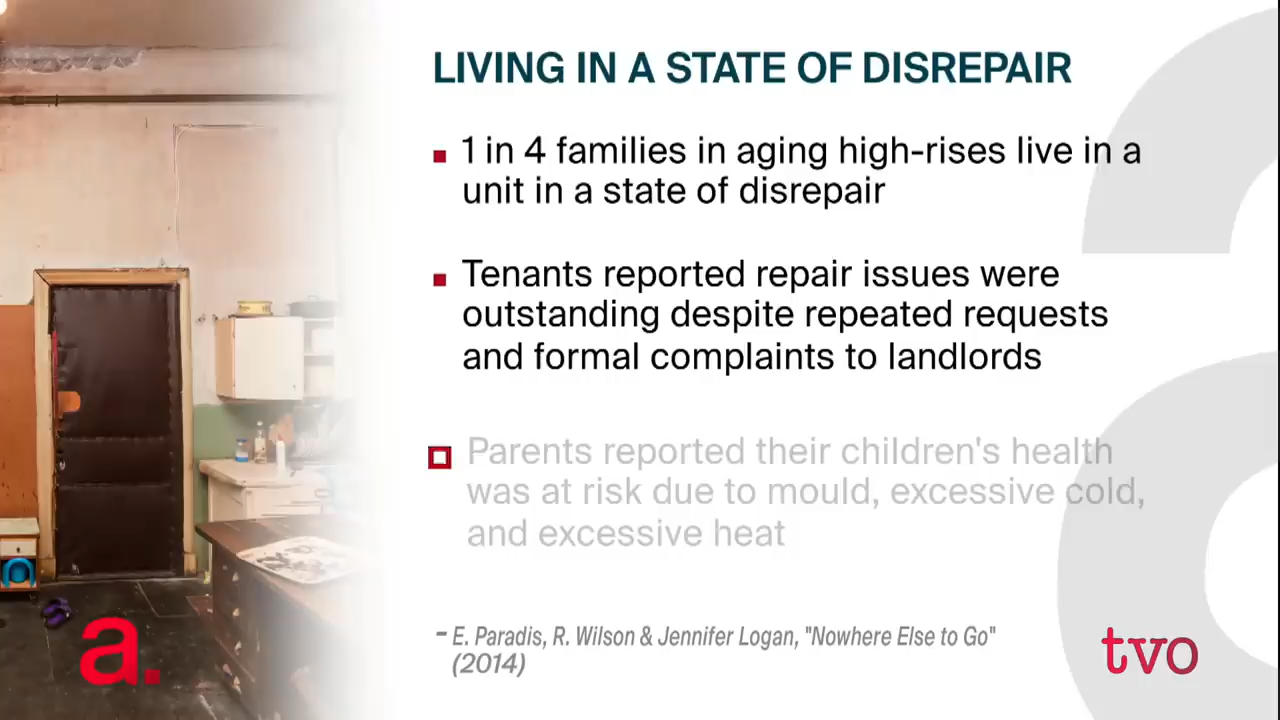 LIVING IN A STATE OF DISREPAIR
1 in 4 families in aging high-rises live in a
unit in a state of disrepair
Tenants reported repair issues were
outstanding despite repeated requests
and formal complaints to landlords
Parents reported their children's health
was at risk due to mould, excessive cold,
and excessive heat
– E. Paradis, R. Wilson & Jennifer Logan, "Nowhere Else to Go"
(2014)
a.
tvo